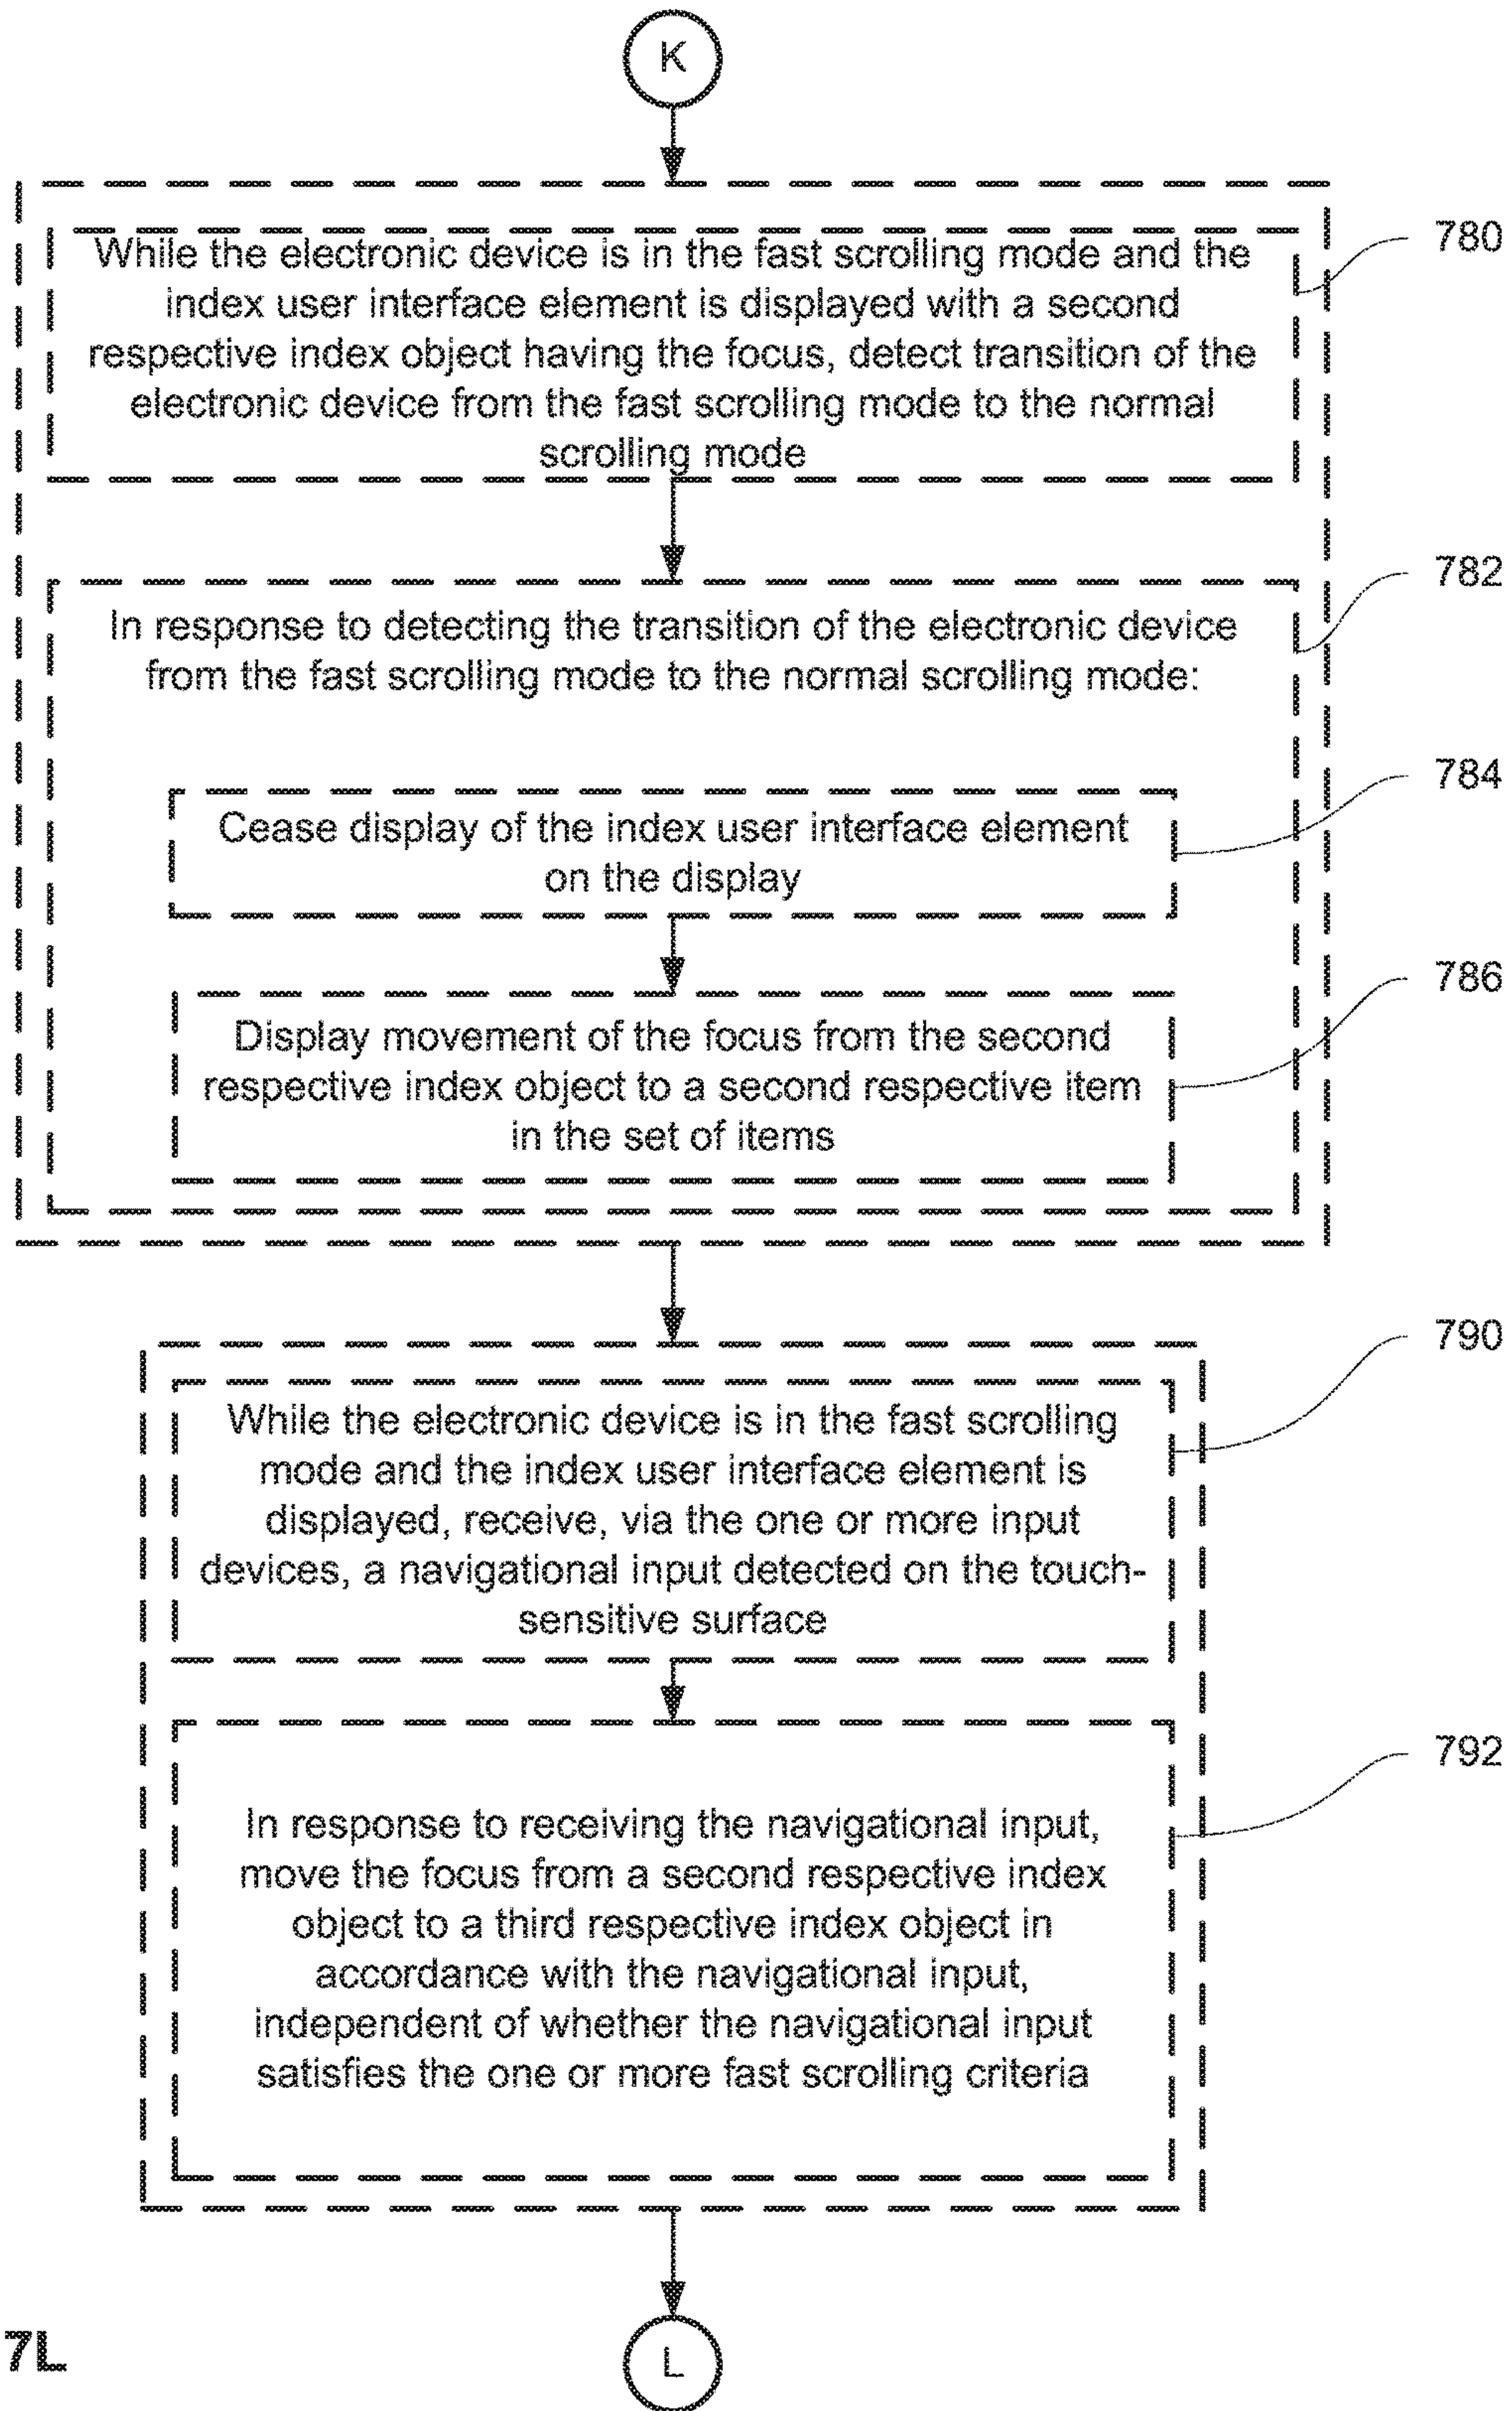 K
While the electronic device is in the fast scrolling mode and the
index user interface element is displayed with a second
respective index object having the focus, detect transition of the
electronic device from the fast scrolling mode to the normal
scrolling mode
780
In response to detecting the transition of the electronic device
from the fast scrolling mode to the normal scrolling mode:
782
Cease display of the index user interface element
on the display
784
Display movement of the focus from the second
respective index object to a second respective item
in the set of items
786
While the electronic device is in the fast scrolling
mode and the index user interface element is
displayed, receive, via the one or more input
devices, a navigational input detected on the touch-
sensitive surface
790
In response to receiving the navigational input,
move the focus from a second respective index
object to a third respective index object in
accordance with the navigational input,
independent of whether the navigational input
satisfies the one or more fast scrolling criteria
792
7L
L